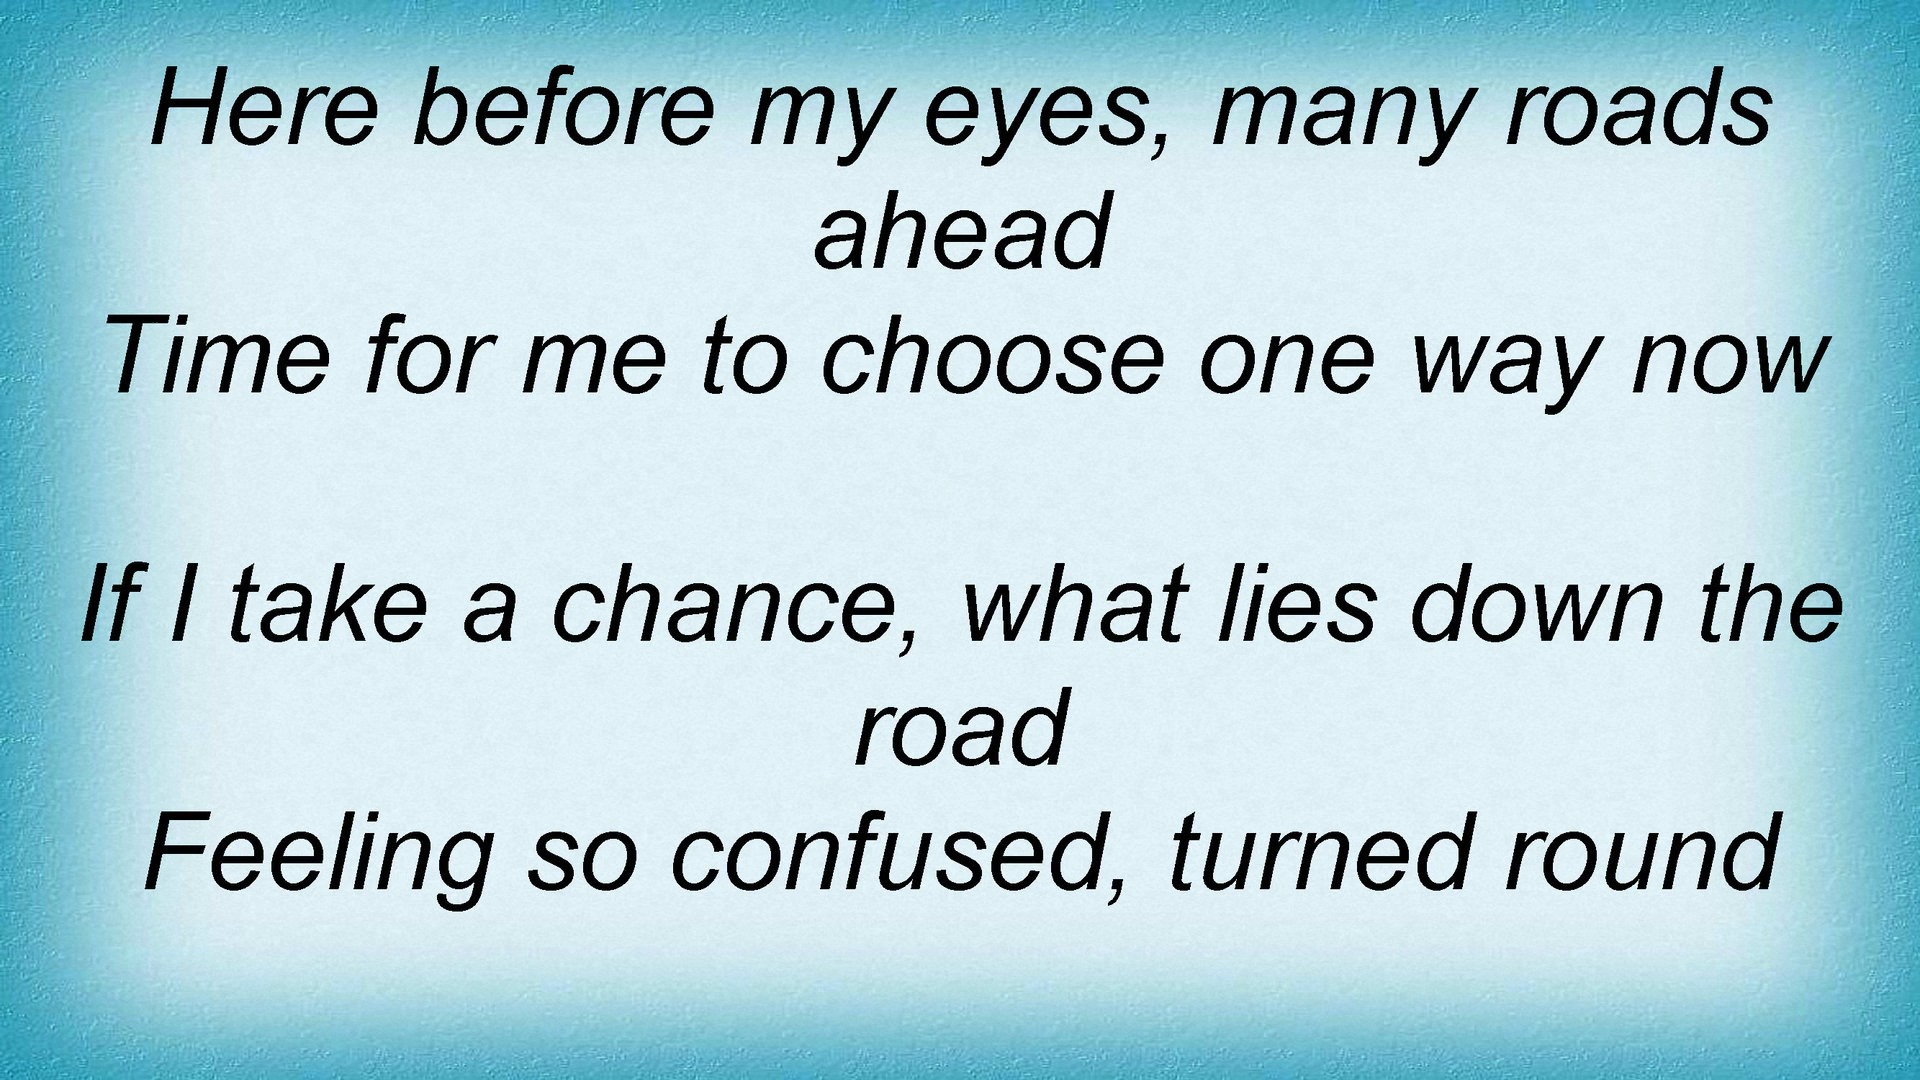 Here before my eyes, many roads
ahead
Time for me to choose one way now
If I take a chance, what lies down the
road
Feeling so confused, turned round